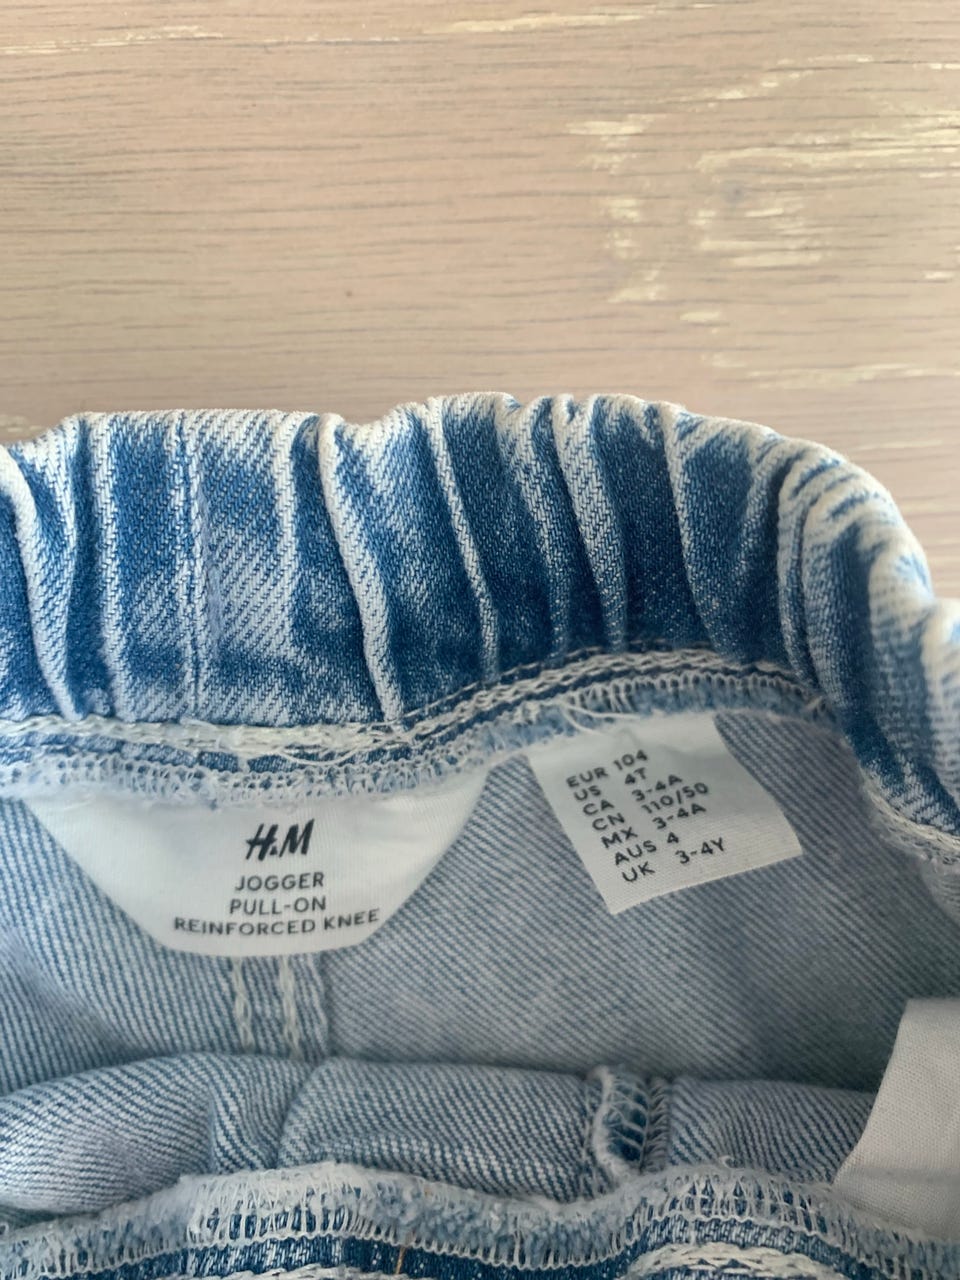 H&M
JOGGER
PULL-ON
REINFORCED KNEE
EUR 104
US 4T
CA 3-4A
CN 110/50
MX 3-4A
AUS 4
UK 3-4Y